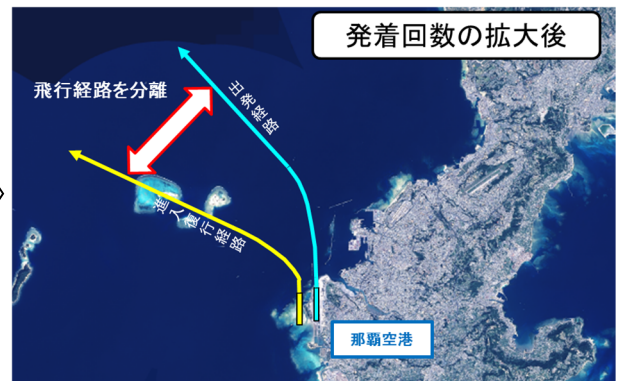 発着回数の拡大後
飛行経路を分離
出発経路
進入復行経路
那覇空港